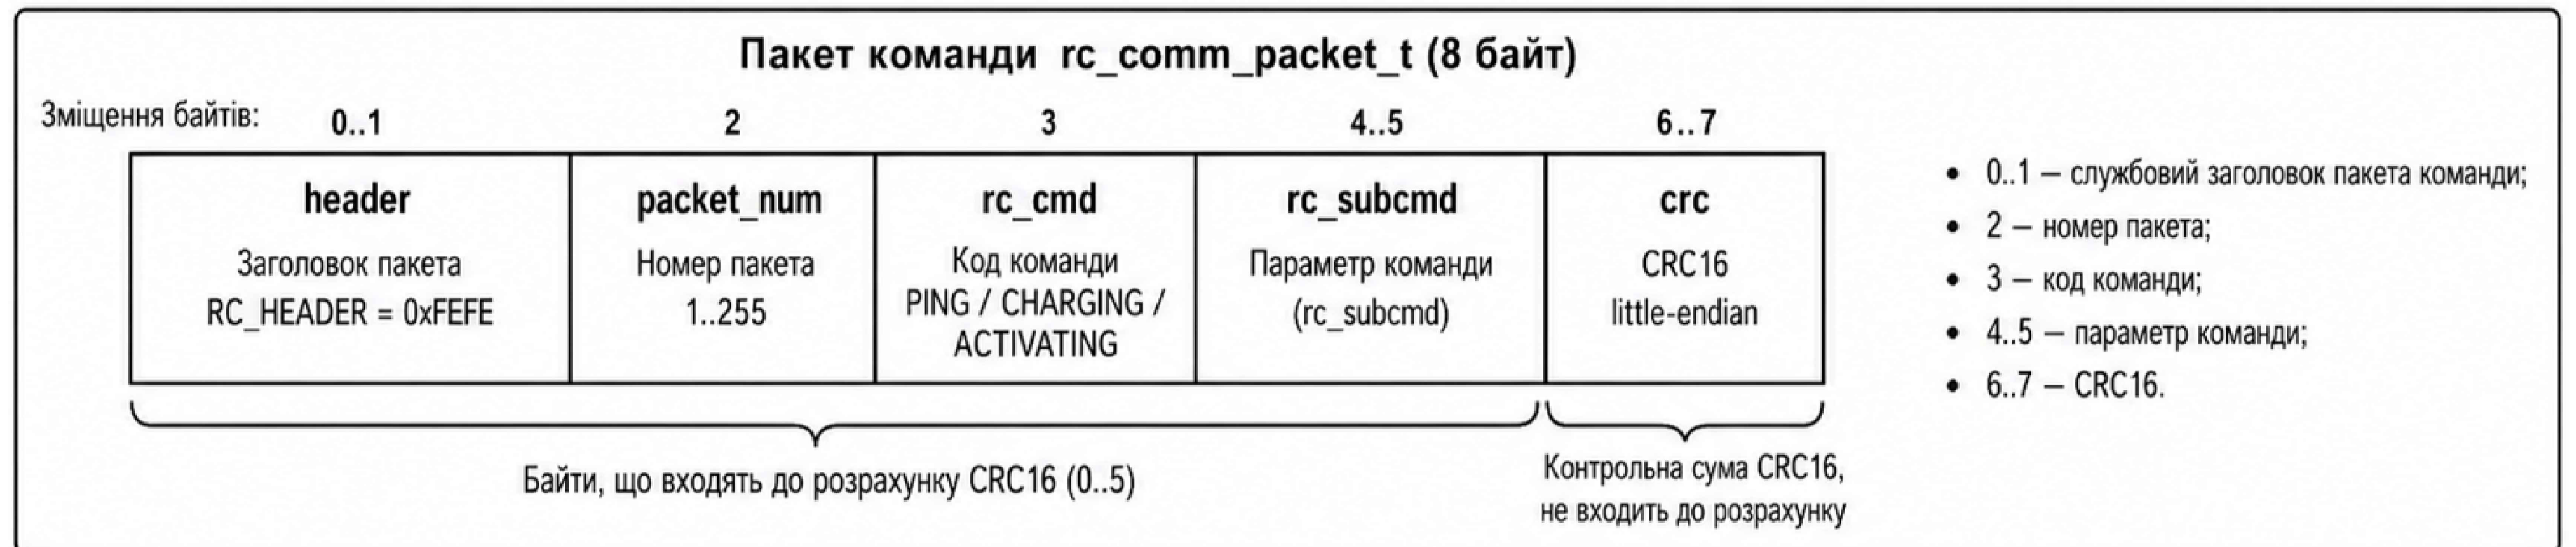 Пакет команди rc_comm_packet_t (8 байт)
Зміщення байтів: 0..1 2 3 4..5 6..7
header packet_num rc_cmd rc_subcmd crc
Заголовок пакета Номер пакета Код команди Параметр команди CRC16
RC_HEADER = 0xFEFE 1..255 PING / CHARGING / (rc_subcmd) little-endian
ACTIVATING
Байти, що входять до розрахунку CRC16 (0..5)
Контрольна сума CRC16,
не входить до розрахунку
• 0..1 — службовий заголовок пакета команди;
• 2 — номер пакета;
• 3 — код команди;
• 4..5 — параметр команди;
• 6..7 — CRC16.